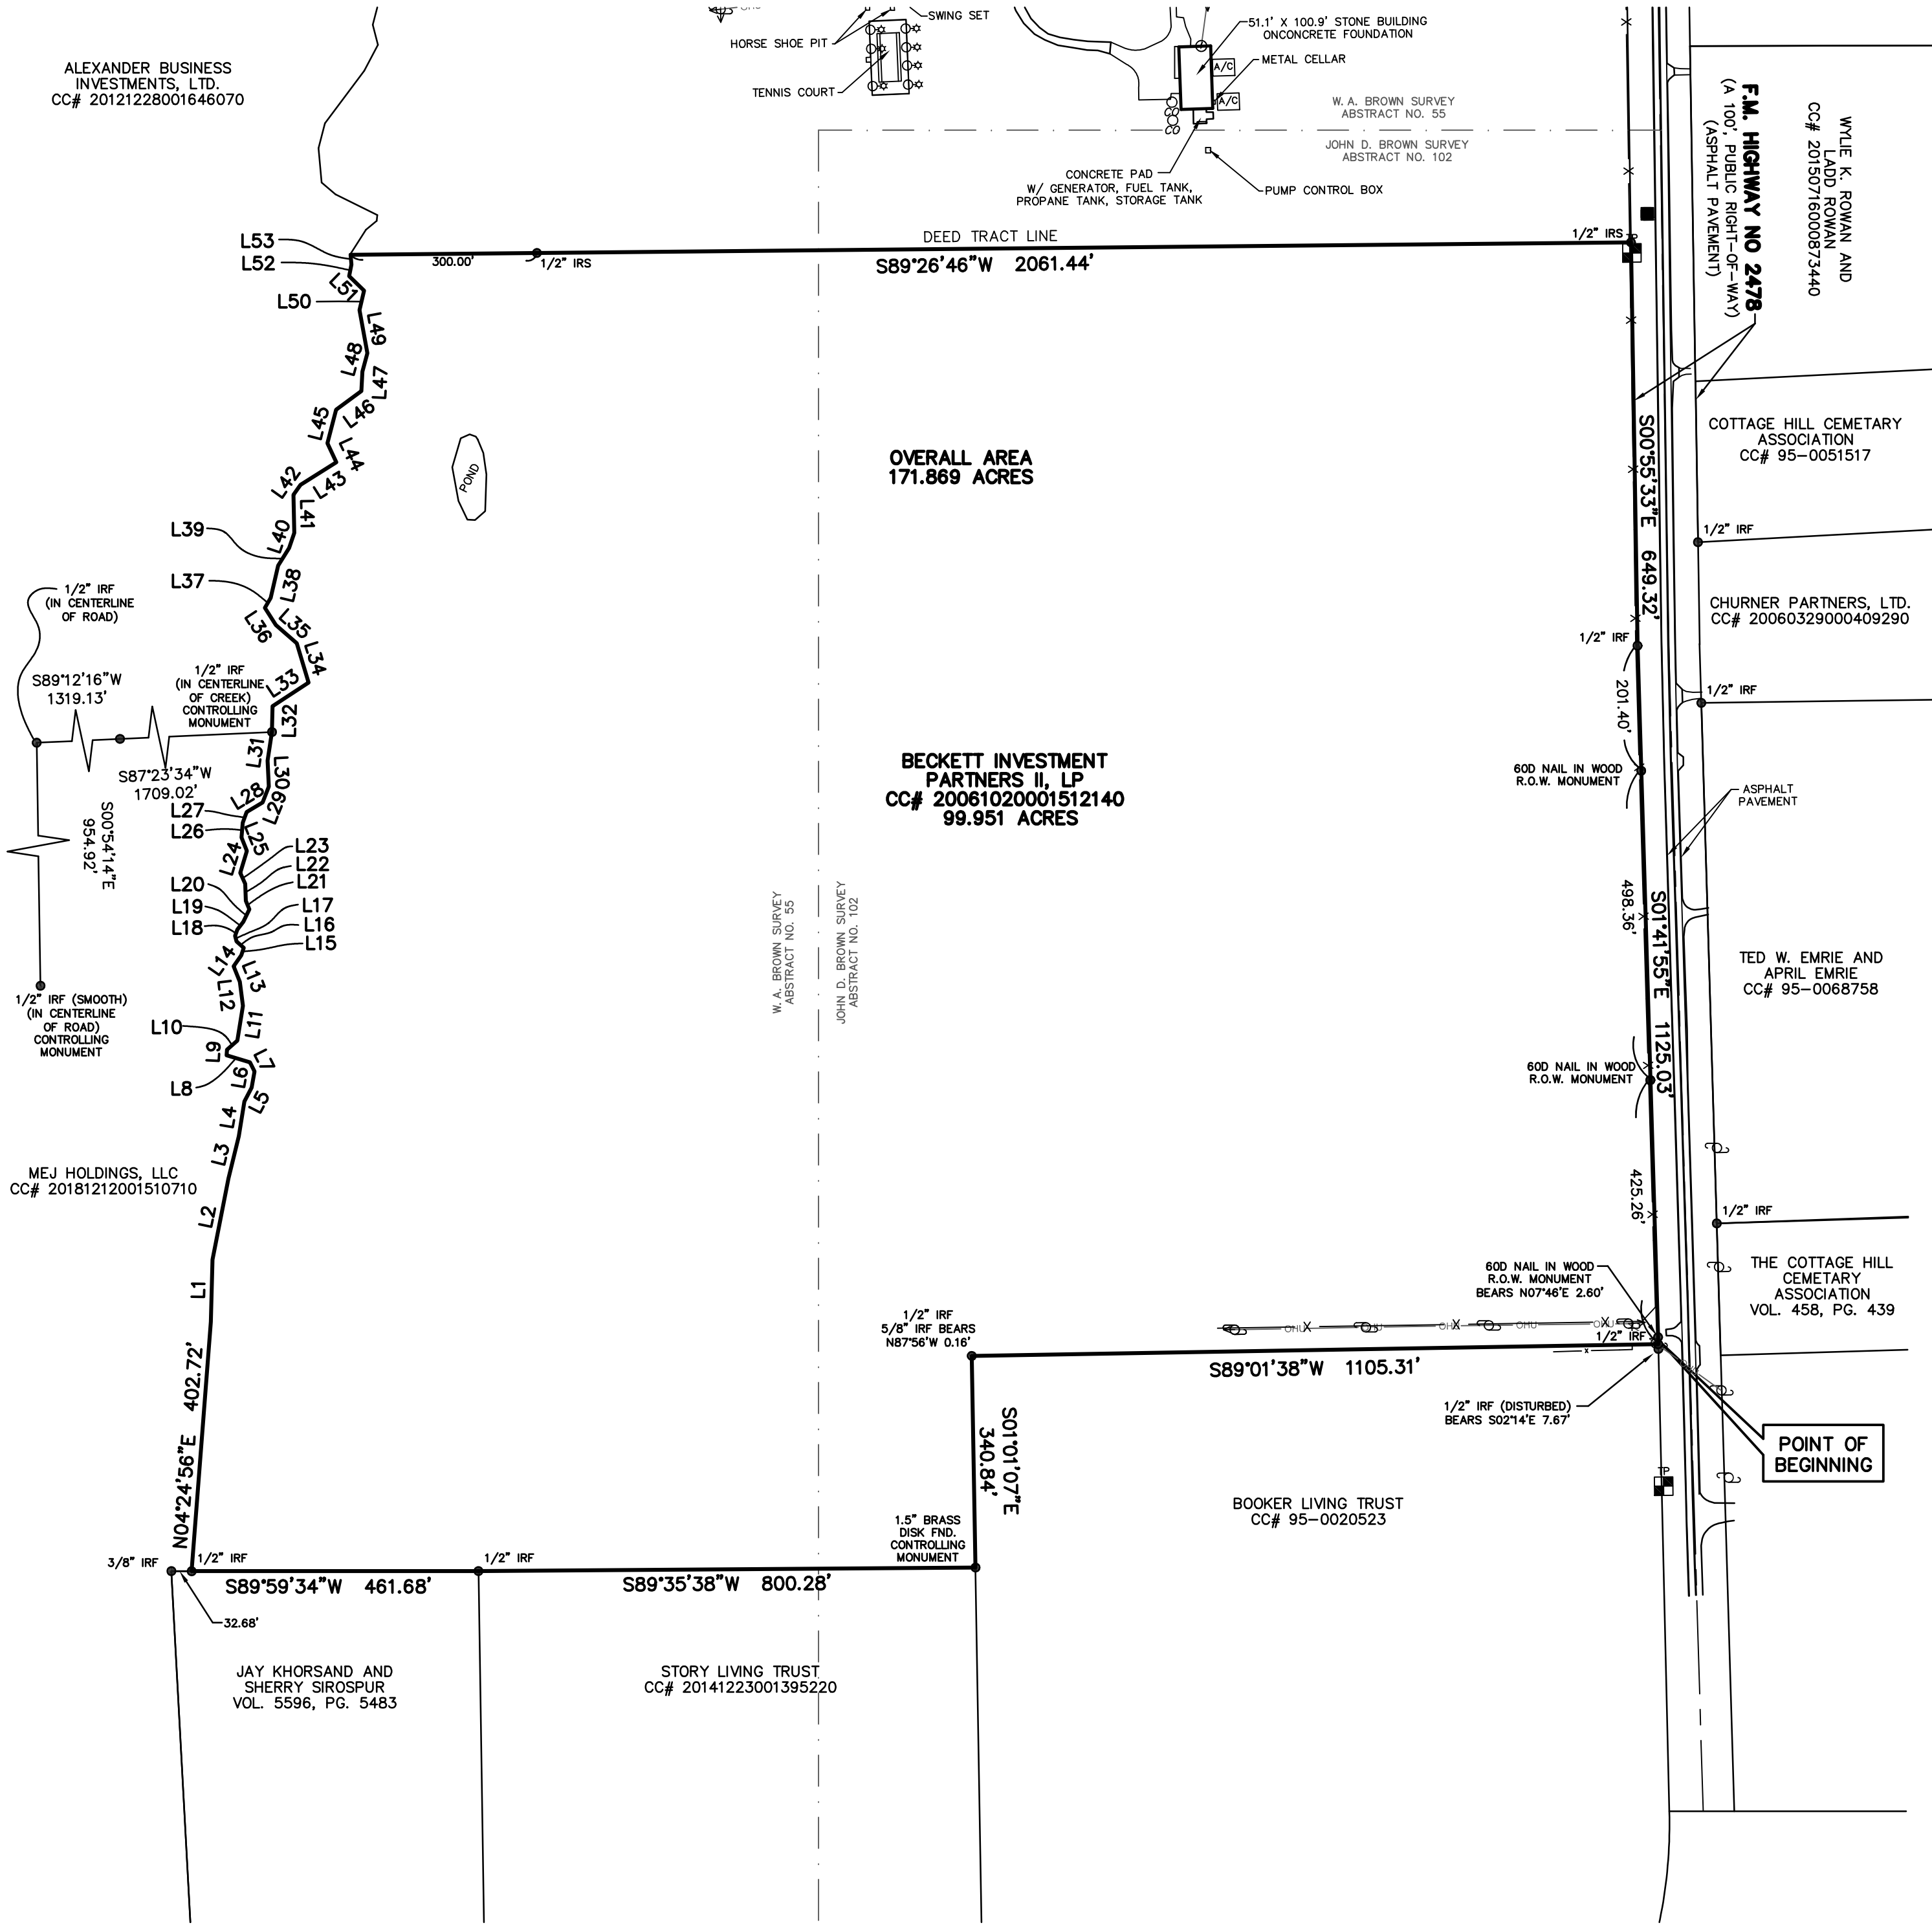 SWING SET
HORSE SHOE PIT
TENNIS COURT
51.1' X 100.9' STONE BUILDING
ONCONCRETE FOUNDATION
METAL CELLAR
A/C
A/C
CO
CO
W. A. BROWN SURVEY
ABSTRACT NO. 55
JOHN D. BROWN SURVEY
ABSTRACT NO. 102
CONCRETE PAD
W/ GENERATOR, FUEL TANK,
PROPANE TANK, STORAGE TANK
PUMP CONTROL BOX
ALEXANDER BUSINESS
INVESTMENTS, LTD.
CC# 20121228001646070
WYLIE K. ROWAN AND
LADD ROWAN
CC# 20150716000873440
F.M. HIGHWAY NO 2478
(A 100', PUBLIC RIGHT-OF-WAY)
(ASPHALT PAVEMENT)
DEED TRACT LINE
S89°26'46"W 2061.44'
300.00'
1/2" IRS
1/2" IRS
L53
L52
L51
L50
L49
L48
L47
L46
L45
L44
L43
L42
L41
L40
L39
L38
L37
L36
L35
L34
L33
L32
L31
L30
L29
L28
L27
L26
L25
L24
L23
L22
L21
L20
L19
L18
L17
L16
L15
L14
L13
L12
L11
L10
L9
L8
L7
L6
L5
L4
L3
L2
L1
POND
OVERALL AREA
171.869 ACRES
COTTAGE HILL CEMETARY
ASSOCIATION
CC# 95-0051517
1/2" IRF
CHURNER PARTNERS, LTD.
CC# 20060329000409290
1/2" IRF
S00°55'33"E 649.32'
1/2" IRF
201.40'
60D NAIL IN WOOD
R.O.W. MONUMENT
ASPHALT
PAVEMENT
498.36'
S01°41'55"E 1125.03'
60D NAIL IN WOOD
R.O.W. MONUMENT
425.26'
TED W. EMRIE AND
APRIL EMRIE
CC# 95-0068758
1/2" IRF
THE COTTAGE HILL
CEMETARY
ASSOCIATION
VOL. 458, PG. 439
1/2" IRF
(IN CENTERLINE
OF ROAD)
S89°12'16"W
1319.13'
1/2" IRF
(IN CENTERLINE
OF CREEK)
CONTROLLING
MONUMENT
S87°23'34"W
1709.02'
S00°54'14"E
954.92'
1/2" IRF (SMOOTH)
(IN CENTERLINE
OF ROAD)
CONTROLLING
MONUMENT
BECKETT INVESTMENT
PARTNERS II, LP
CC# 20061020001512140
99.951 ACRES
W. A. BROWN SURVEY
ABSTRACT NO. 55
JOHN D. BROWN SURVEY
ABSTRACT NO. 102
MEJ HOLDINGS, LLC
CC# 20181212001510710
60D NAIL IN WOOD
R.O.W. MONUMENT
BEARS N07°46'E 2.60'
OHU
OHU
OHU
OHU
1/2" IRF
1/2" IRF
5/8" IRF BEARS
N87°56'W 0.16'
S89°01'38"W 1105.31'
1/2" IRF (DISTURBED)
BEARS S02°14'E 7.67'
POINT OF
BEGINNING
TP
S01°01'07"E
340.84'
BOOKER LIVING TRUST
CC# 95-0020523
1.5" BRASS
DISK FND.
CONTROLLING
MONUMENT
N04°24'56"E 402.72'
3/8" IRF
1/2" IRF
1/2" IRF
S89°59'34"W 461.68'
S89°35'38"W 800.28'
32.68'
JAY KHORSAND AND
SHERRY SIROSPUR
VOL. 5596, PG. 5483
STORY LIVING TRUST
CC# 20141223001395220